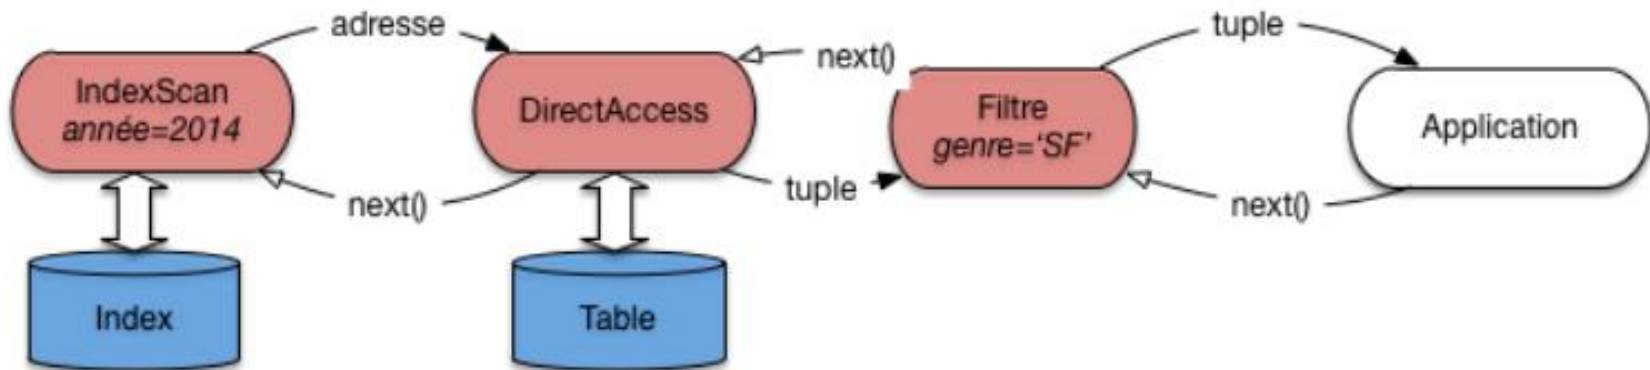 adresse
tuple
next()
IndexScan
année=2014
DirectAccess
Filtre
genre=‘SF’
Application
next()
tuple
next()
Index
Table